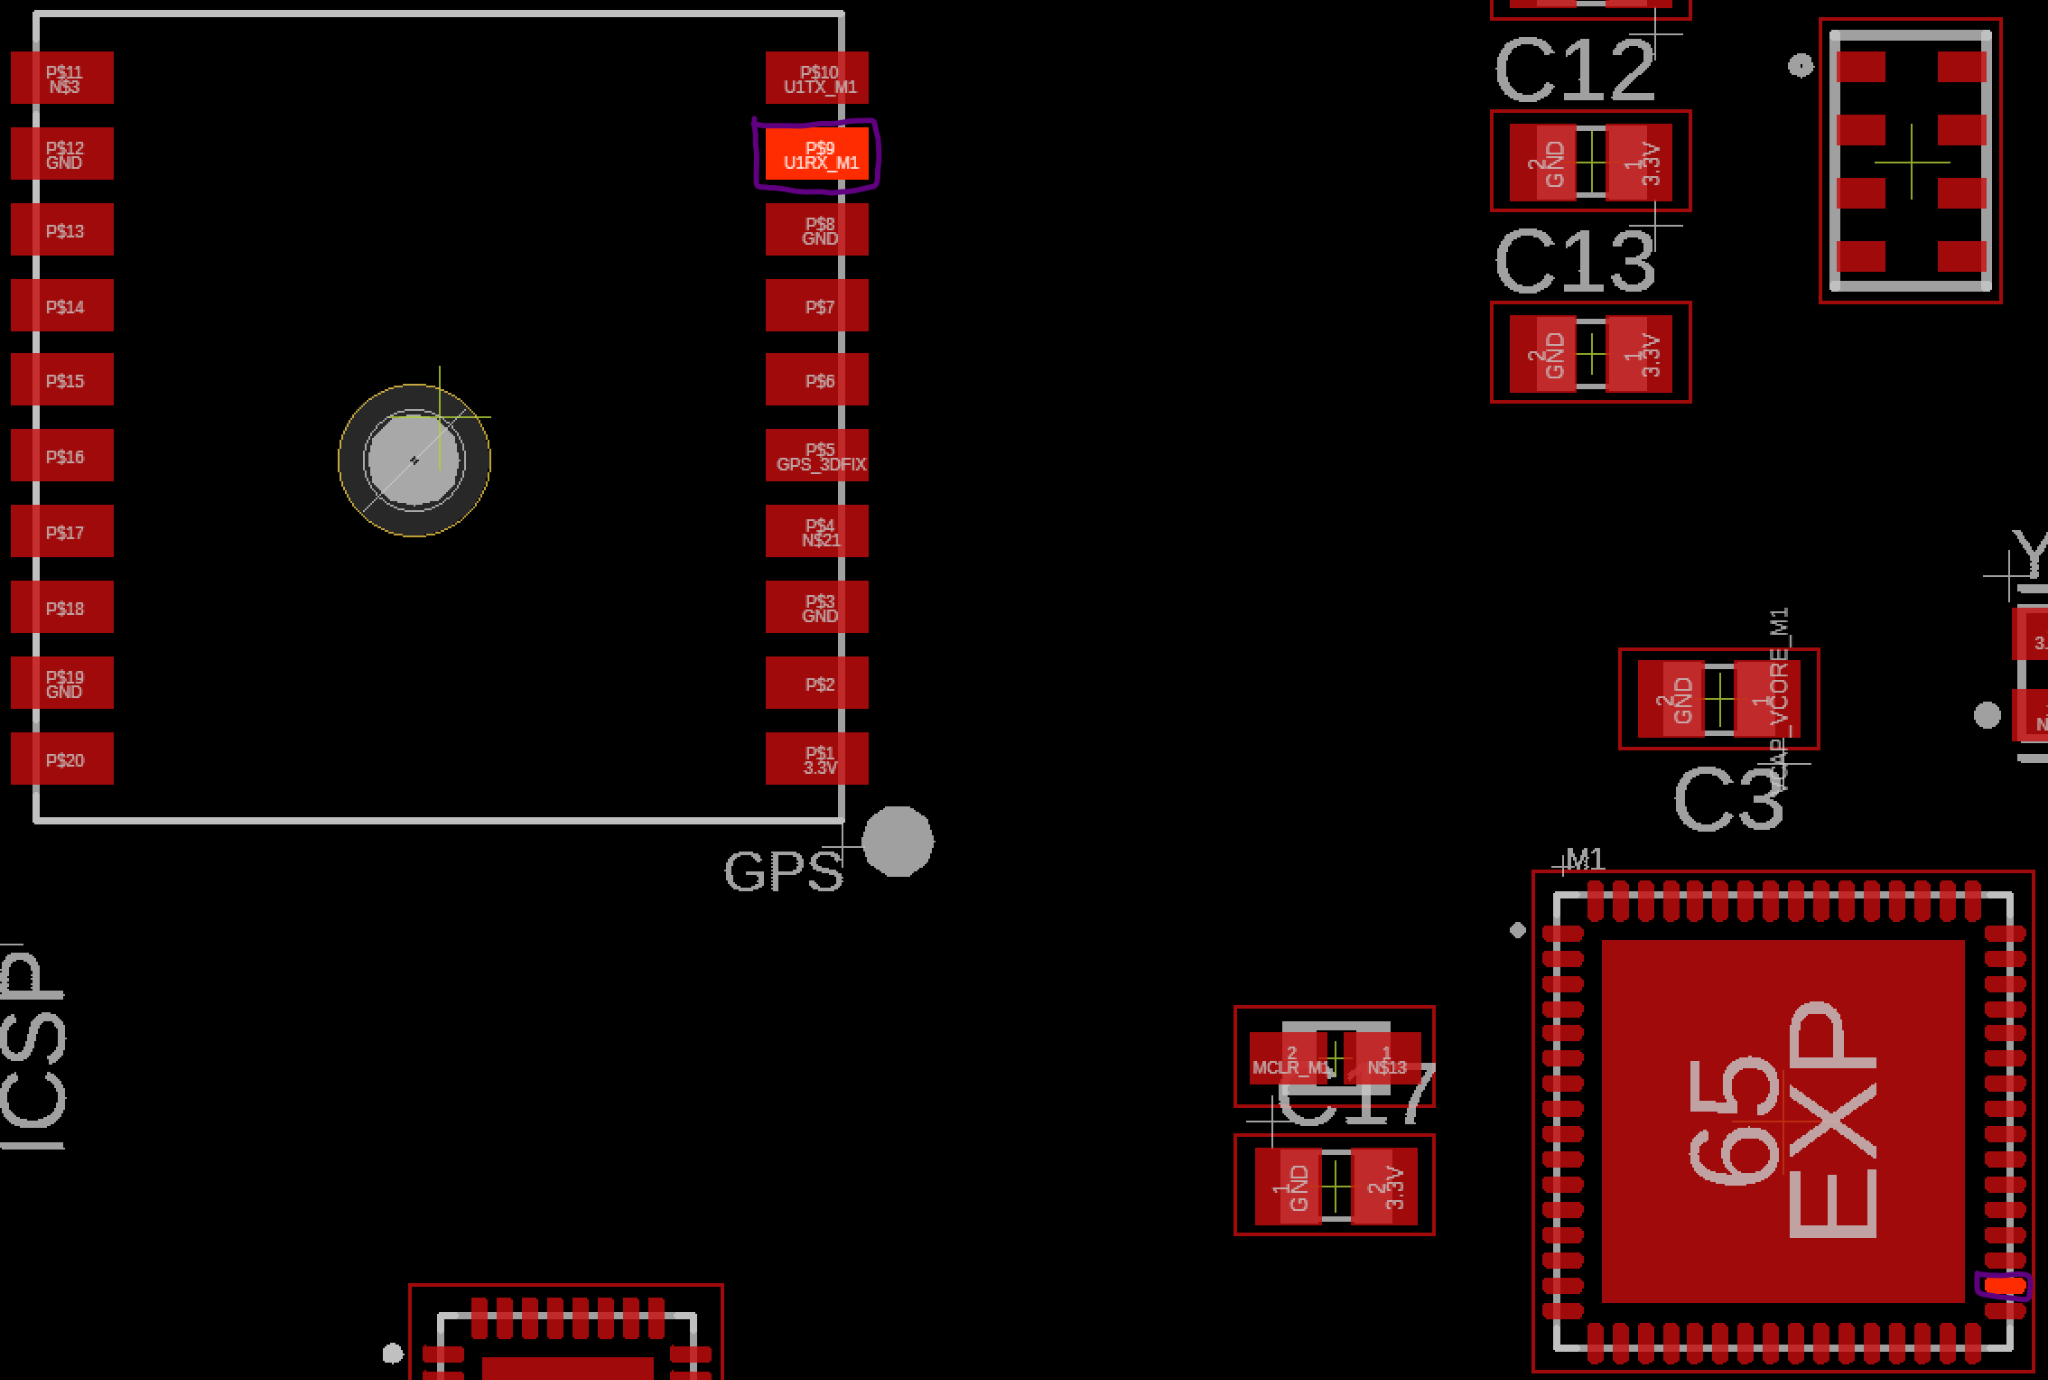 P$11
N$3
P$12
GND
P$13
P$14
P$15
P$16
P$17
P$18
P$19
GND
P$20
P$10
U1TX_M1
P$9
U1RX_M1
P$8
GND
P$7
P$6
P$5
GPS_3DFIX
P$4
N$21
P$3
GND
P$2
P$1
3.3V
GPS
ICSP
C12
2
GND
1
3.3V
C13
2
GND
1
3.3V
Y
3.
N
2
GND
1
VCAP_VCORE_M1
C3
M1
65
EXP
2
MCLR_M1
1
N$13
C17
1
GND
2
3.3V